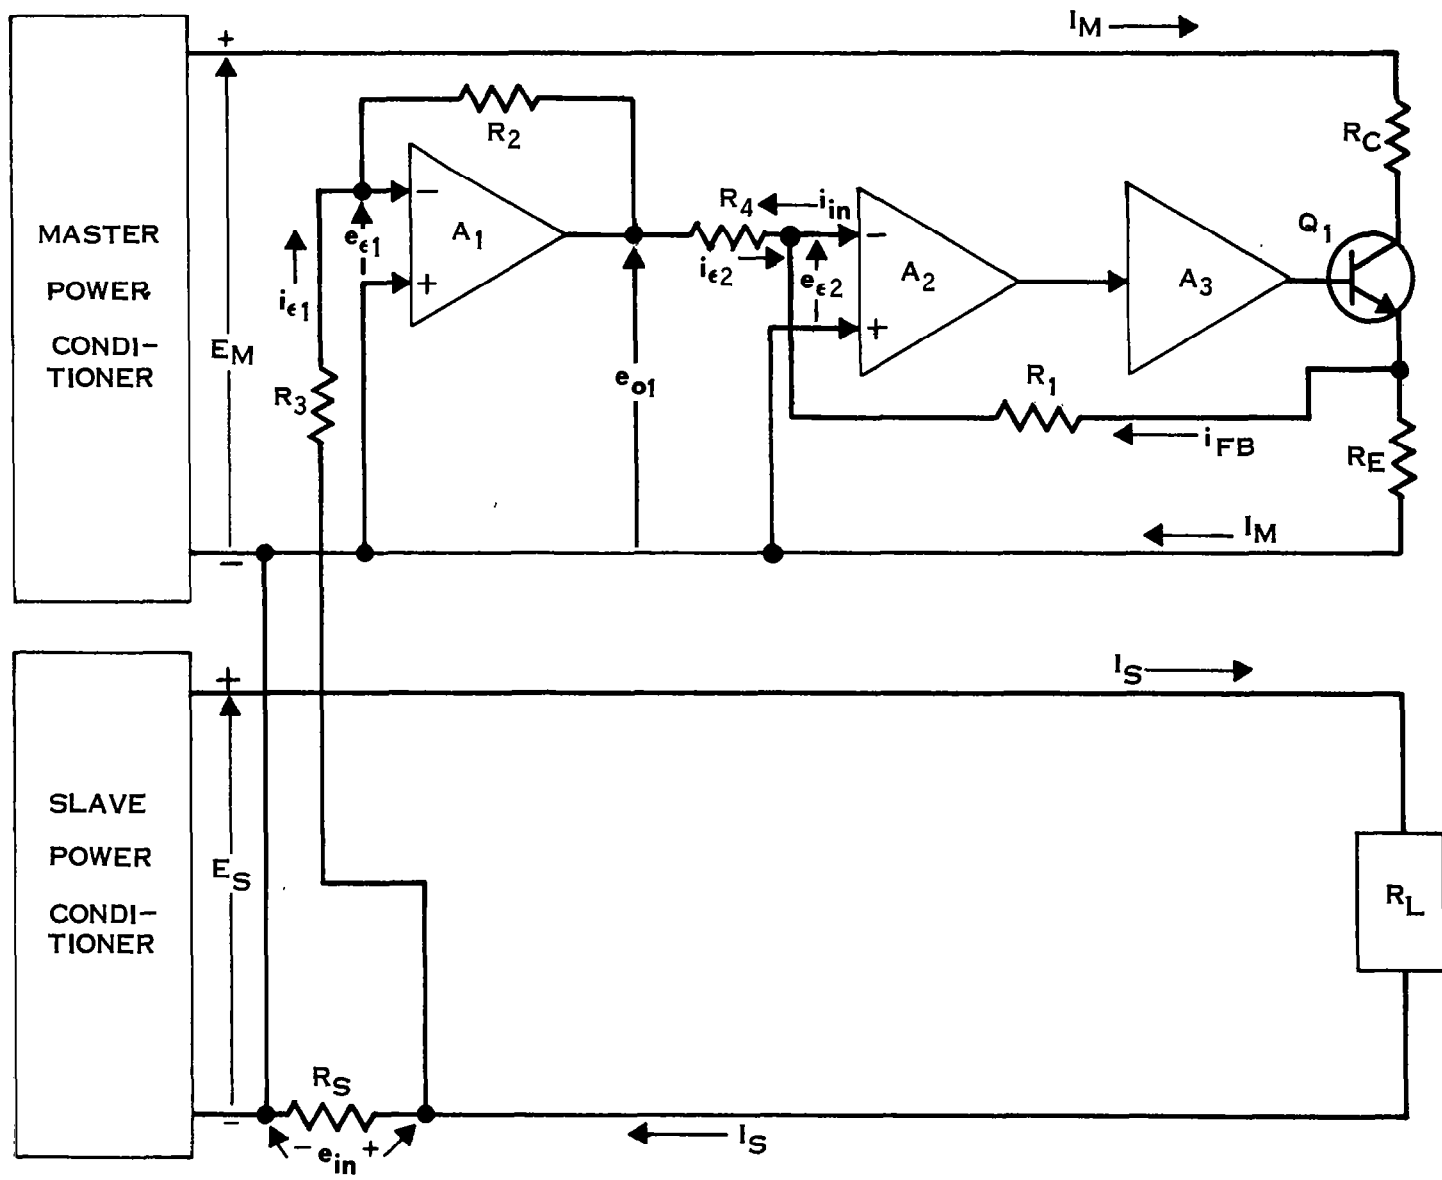 MASTER
POWER
CONDI-
TIONER
+
E_M
−
I_M
R_2
−
+
A_1
e_ϵ1
i_ϵ1
R_3
e_o1
R_4
i_in
i_ϵ2
e_ϵ2
−
+
A_2
A_3
Q_1
R_C
R_1
i_FB
R_E
I_M
SLAVE
POWER
CONDI-
TIONER
+
E_S
−
I_S
R_L
R_S
− e_in +
I_S